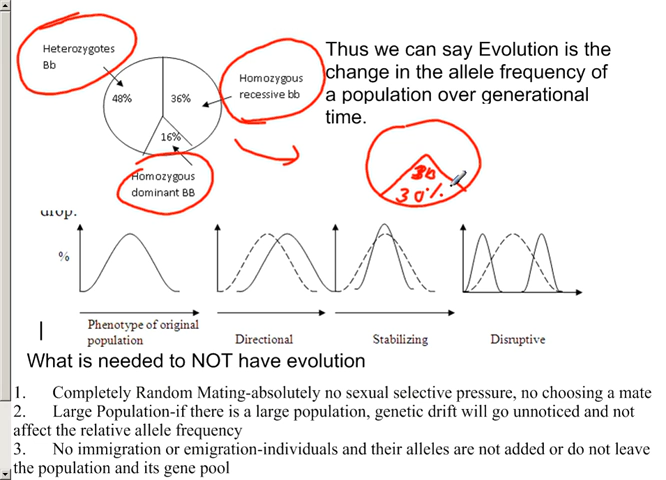 Heterozygotes
Bb
48%
36%
16%
Homozygous
recessive bb
Homozygous
dominant BB
Thus we can say Evolution is the
change in the allele frequency of
a population over generational
time.
30%
drop.
%
Phenotype of original
population
Directional
Stabilizing
Disruptive
What is needed to NOT have evolution
1. Completely Random Mating-absolutely no sexual selective pressure, no choosing a mate
2. Large Population-if there is a large population, genetic drift will go unnoticed and not
affect the relative allele frequency
3. No immigration or emigration-individuals and their alleles are not added or do not leave
the population and its gene pool